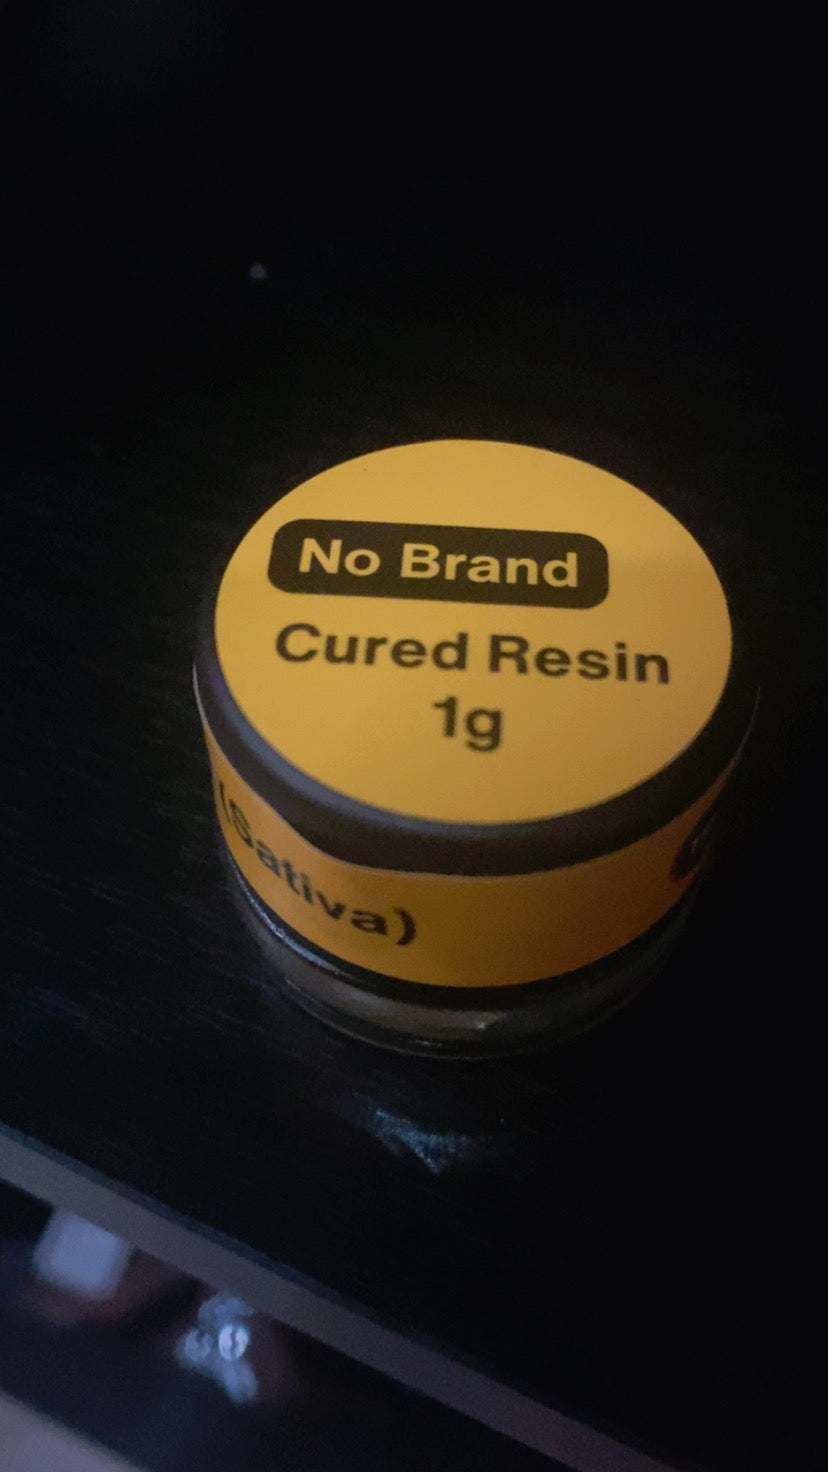 No Brand
Cured Resin
1g
(Sativa)